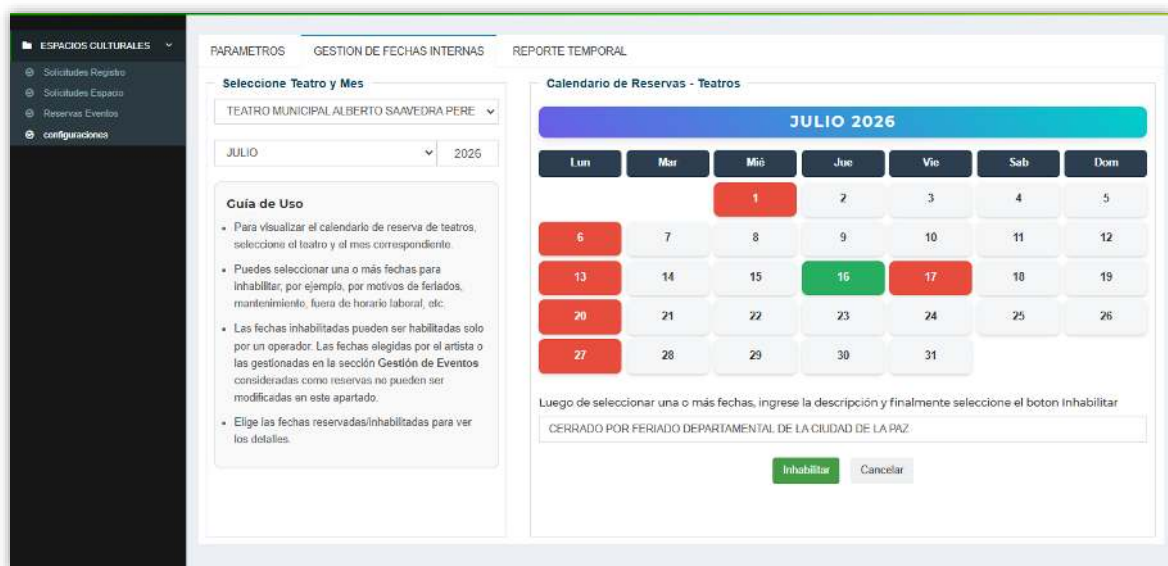 ESPACIOS CULTURALES
Solicitudes Registro
Solicitudes Espacio
Reservas Eventos
configuraciones
PARAMETROS GESTION DE FECHAS INTERNAS REPORTE TEMPORAL
Seleccione Teatro y Mes
TEATRO MUNICIPAL ALBERTO SAAVEDRA PERE
JULIO 2026
Guía de Uso
• Para visualizar el calendario de reserva de teatros,
seleccione el teatro y el mes correspondiente.
• Puedes seleccionar una o más fechas para
inhabilitar, por ejemplo, por motivos de feriados,
mantenimiento, fuera de horario laboral, etc.
• Las fechas inhabilitadas pueden ser habilitadas solo
por un operador. Las fechas elegidas por el artista o
las gestionadas en la sección Gestión de Eventos
consideradas como reservas no pueden ser
modificadas en este apartado.
• Elige las fechas reservadas/inhabilitadas para ver
los detalles.
Calendario de Reservas - Teatros
JULIO 2026
Lun Mar Mié Jue Vie Sab Dom
1 2 3 4 5
6 7 8 9 10 11 12
13 14 15 16 17 18 19
20 21 22 23 24 25 26
27 28 29 30 31
Luego de seleccionar una o más fechas, ingrese la descripción y finalmente seleccione el boton Inhabilitar
CERRADO POR FERIADO DEPARTAMENTAL DE LA CIUDAD DE LA PAZ
Inhabilitar Cancelar